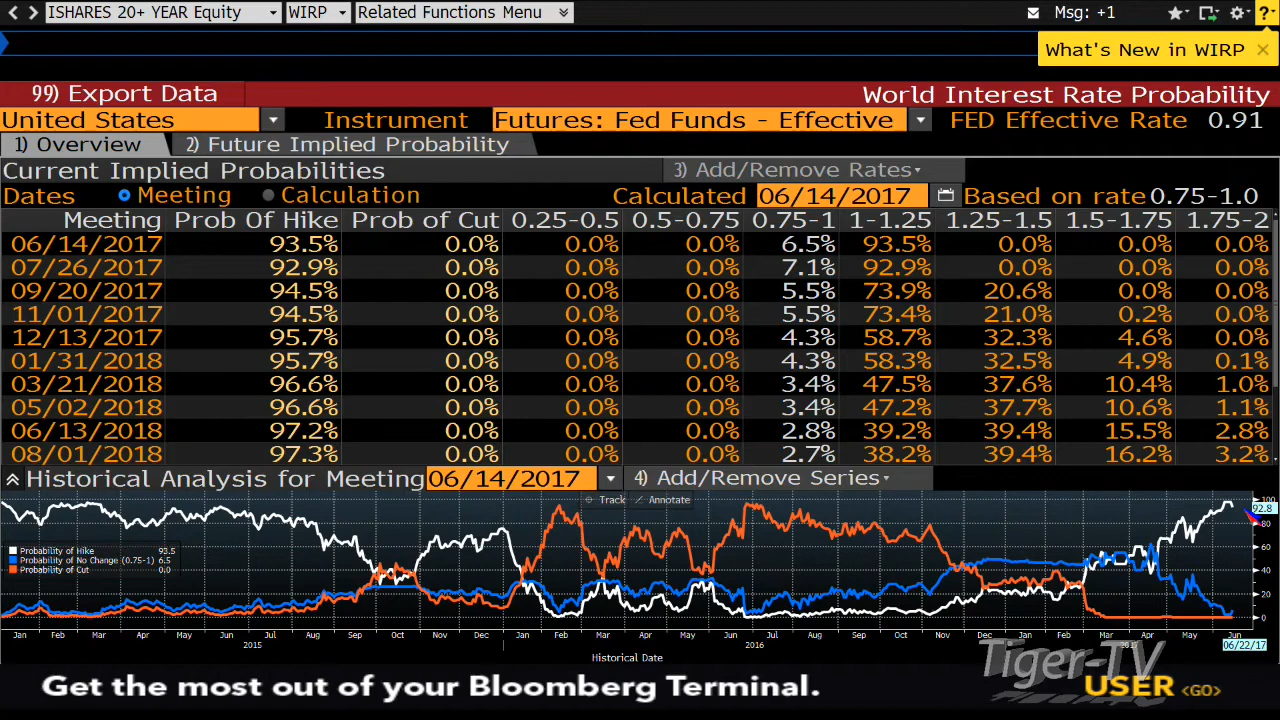 ISHARES 20+ YEAR Equity WIRP Related Functions Menu Msg: +1 ?
What's New in WIRP ×
99) Export Data World Interest Rate Probability
United States Instrument Futures: Fed Funds - Effective FED Effective Rate 0.91
1) Overview 2) Future Implied Probability
Current Implied Probabilities 3) Add/Remove Rates
Dates Meeting Calculation Calculated 06/14/2017 Based on rate 0.75-1.0
Meeting Prob Of Hike Prob of Cut 0.25-0.5 0.5-0.75 0.75-1 1-1.25 1.25-1.5 1.5-1.75 1.75-2
06/14/2017 93.5% 0.0% 0.0% 0.0% 6.5% 93.5% 0.0% 0.0% 0.0%
07/26/2017 92.9% 0.0% 0.0% 0.0% 7.1% 92.9% 0.0% 0.0% 0.0%
09/20/2017 94.5% 0.0% 0.0% 0.0% 5.5% 73.9% 20.6% 0.0% 0.0%
11/01/2017 94.5% 0.0% 0.0% 0.0% 5.5% 73.4% 21.0% 0.2% 0.0%
12/13/2017 95.7% 0.0% 0.0% 0.0% 4.3% 58.7% 32.3% 4.6% 0.0%
01/31/2018 95.7% 0.0% 0.0% 0.0% 4.3% 58.3% 32.5% 4.9% 0.1%
03/21/2018 96.6% 0.0% 0.0% 0.0% 3.4% 47.5% 37.6% 10.4% 1.0%
05/02/2018 96.6% 0.0% 0.0% 0.0% 3.4% 47.2% 37.7% 10.6% 1.1%
06/13/2018 97.2% 0.0% 0.0% 0.0% 2.8% 39.2% 39.4% 15.5% 2.8%
08/01/2018 97.3% 0.0% 0.0% 0.0% 2.7% 38.2% 39.4% 16.2% 3.2%
Historical Analysis for Meeting 06/14/2017 4) Add/Remove Series
Track Annotate
100
92.8
80
60
40
20
0
Probability of Hike 93.5
Probability of No Change (0.75-1) 6.5
Probability of Cut 0.0
Jan Feb Mar Apr May Jun Jul Aug Sep Oct Nov Dec Jan Feb Mar Apr May Jun Jul Aug Sep Oct Nov Dec Jan Feb Mar Apr May Jun
2015 2016 06/22/17
Historical Date
Tiger-TV
Get the most out of your Bloomberg Terminal. USER <GO>